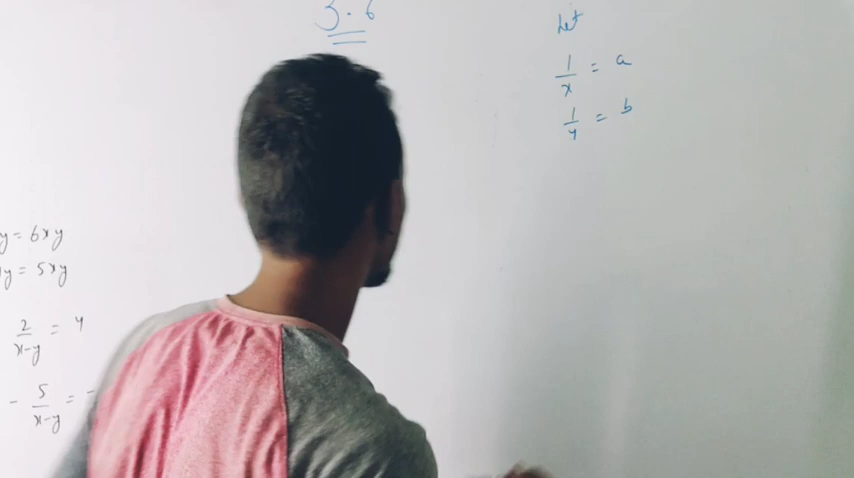 3.6
Let
1/x = a
1/y = b
y = 6xy
y = 5xy
2/x-y = 4
- 5/x-y = -